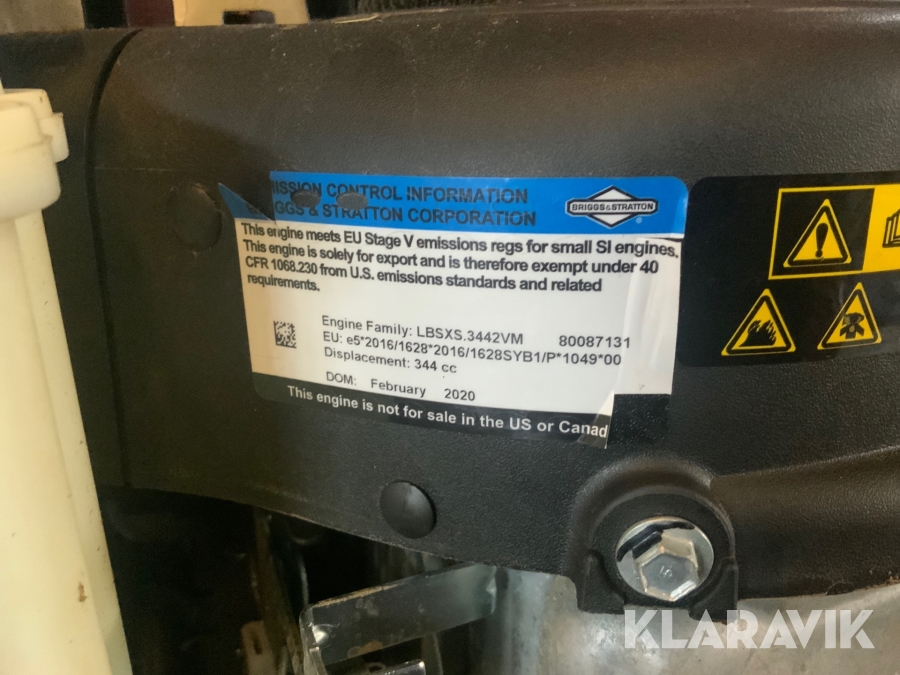 MISSION CONTROL INFORMATION
BRIGGS & STRATTON CORPORATION
BRIGGS&STRATTON
This engine meets EU Stage V emissions regs for small SI engines.
This engine is solely for export and is therefore exempt under 40
CFR 1068.230 from U.S. emissions standards and related
requirements.
Engine Family: LBSXS.3442VM 80087131
EU: e5*2016/1628*2016/1628SYB1/P*1049*00
Displacement: 344 cc
DOM: February 2020
This engine is not for sale in the US or Canad
KLARAVIK